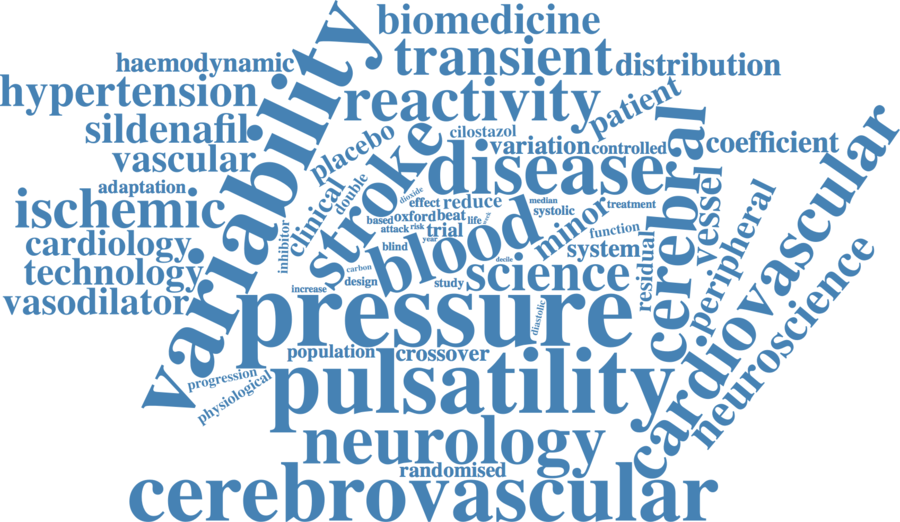 biomedicine
haemodynamic
transient
distribution
hypertension
variability
reactivity
patient
sildenafil
placebo
cilostazol
variation
controlled
coefficient
vascular
stroke
disease
cerebral
cardiovascular
adaptation
clinical
double
dioxide
effect
reduce
median
systolic
treatment
vessel
peripheral
ischemic
based
oxford
beat
life
week
minor
function
cardiology
inhibitor
attack
risk
trial
year
blood
blind
system
residual
neuroscience
technology
carbon
design
study
decile
science
vasodilator
increase
pressure
diastolic
population
crossover
progression
physiological
pulsatility
neurology
randomised
cerebrovascular